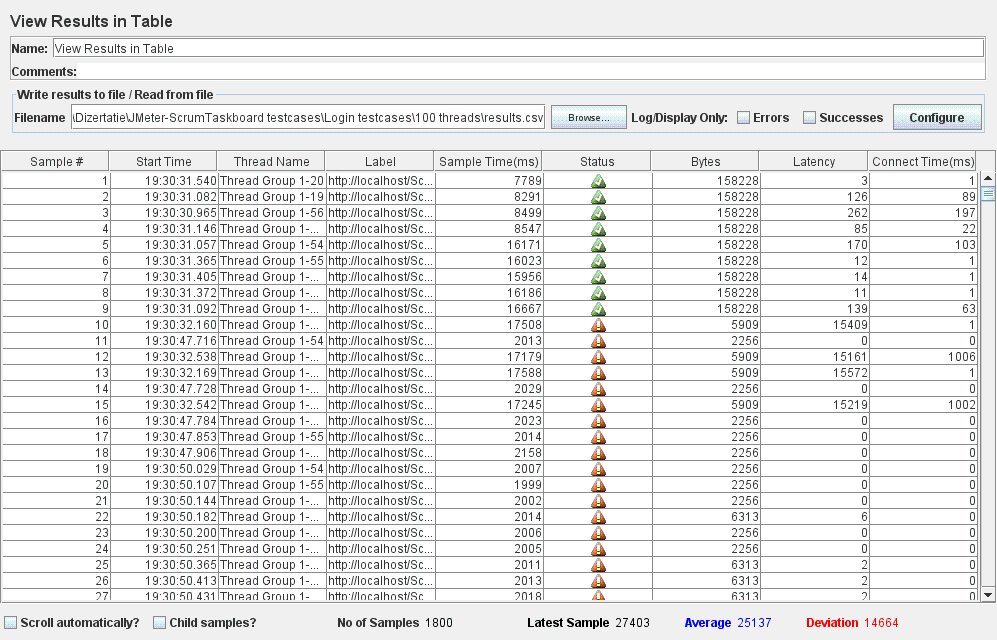 View Results in Table
Name: View Results in Table
Comments:
Write results to file / Read from file
Filename \Dizertatie\JMeter-ScrumTaskboard testcases\Login testcases\100 threads\results.csv Browse... Log/Display Only: Errors Successes Configure
Sample # Start Time Thread Name Label Sample Time(ms) Status Bytes Latency Connect Time(ms)
1 19:30:31.540 Thread Group 1-20 http://localhost/Sc... 7789 158228 3 1
2 19:30:31.082 Thread Group 1-19 http://localhost/Sc... 8291 158228 126 89
3 19:30:30.965 Thread Group 1-56 http://localhost/Sc... 8499 158228 262 197
4 19:30:31.146 Thread Group 1-... http://localhost/Sc... 8547 158228 85 22
5 19:30:31.057 Thread Group 1-54 http://localhost/Sc... 16171 158228 170 103
6 19:30:31.365 Thread Group 1-55 http://localhost/Sc... 16023 158228 12 1
7 19:30:31.405 Thread Group 1-... http://localhost/Sc... 15956 158228 14 1
8 19:30:31.372 Thread Group 1-... http://localhost/Sc... 16186 158228 11 1
9 19:30:31.092 Thread Group 1-... http://localhost/Sc... 16667 158228 139 63
10 19:30:32.160 Thread Group 1-... http://localhost/Sc... 17508 5909 15409 1
11 19:30:47.716 Thread Group 1-54 http://localhost/Sc... 2013 2256 0 0
12 19:30:32.538 Thread Group 1-... http://localhost/Sc... 17179 5909 15161 1006
13 19:30:32.169 Thread Group 1-... http://localhost/Sc... 17588 5909 15572 1
14 19:30:47.728 Thread Group 1-... http://localhost/Sc... 2029 2256 0 0
15 19:30:32.542 Thread Group 1-... http://localhost/Sc... 17245 5909 15219 1002
16 19:30:47.784 Thread Group 1-... http://localhost/Sc... 2023 2256 0 0
17 19:30:47.853 Thread Group 1-55 http://localhost/Sc... 2014 2256 0 0
18 19:30:47.906 Thread Group 1-... http://localhost/Sc... 2158 2256 0 0
19 19:30:50.029 Thread Group 1-54 http://localhost/Sc... 2007 2256 0 0
20 19:30:50.107 Thread Group 1-55 http://localhost/Sc... 1999 2256 0 0
21 19:30:50.144 Thread Group 1-... http://localhost/Sc... 2002 2256 0 0
22 19:30:50.182 Thread Group 1-... http://localhost/Sc... 2014 6313 6 0
23 19:30:50.200 Thread Group 1-... http://localhost/Sc... 2006 2256 0 0
24 19:30:50.251 Thread Group 1-... http://localhost/Sc... 2005 2256 0 0
25 19:30:50.365 Thread Group 1-... http://localhost/Sc... 2011 6313 2 0
26 19:30:50.413 Thread Group 1-... http://localhost/Sc... 2013 6313 2 0
27 19:30:50.431 Thread Group 1-... http://localhost/Sc... 2018 6313 2 0
Scroll automatically? Child samples? No of Samples 1800 Latest Sample 27403 Average 25137 Deviation 14664